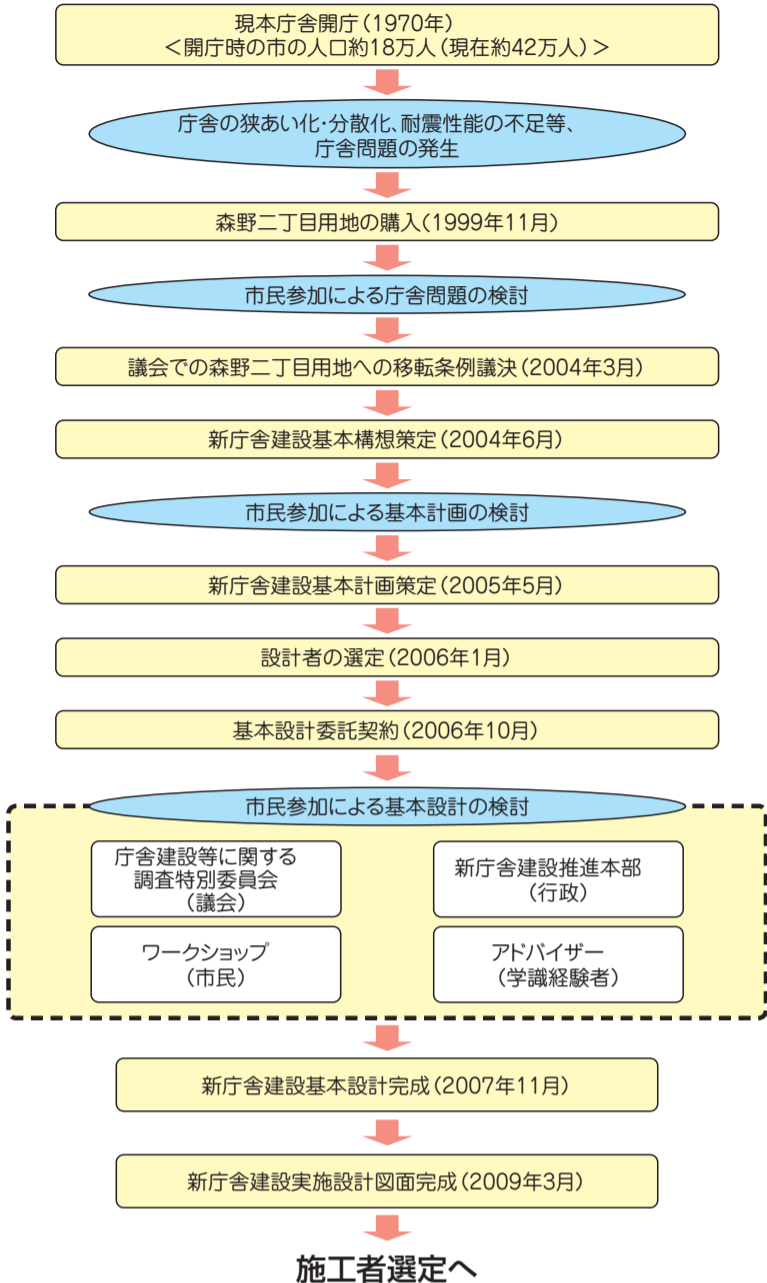 現本庁舎開庁（1970年）
＜開庁時の市の人口約18万人（現在約42万人）＞
庁舎の狭あい化・分散化、耐震性能の不足等、
庁舎問題の発生
森野二丁目用地の購入（1999年11月）
市民参加による庁舎問題の検討
議会での森野二丁目用地への移転条例議決（2004年3月）
新庁舎建設基本構想策定（2004年6月）
市民参加による基本計画の検討
新庁舎建設基本計画策定（2005年5月）
設計者の選定（2006年1月）
基本設計委託契約（2006年10月）
市民参加による基本設計の検討
庁舎建設等に関する
調査特別委員会
（議会）
新庁舎建設推進本部
（行政）
ワークショップ
（市民）
アドバイザー
（学識経験者）
新庁舎建設基本設計完成（2007年11月）
新庁舎建設実施設計図面完成（2009年3月）
施工者選定へ